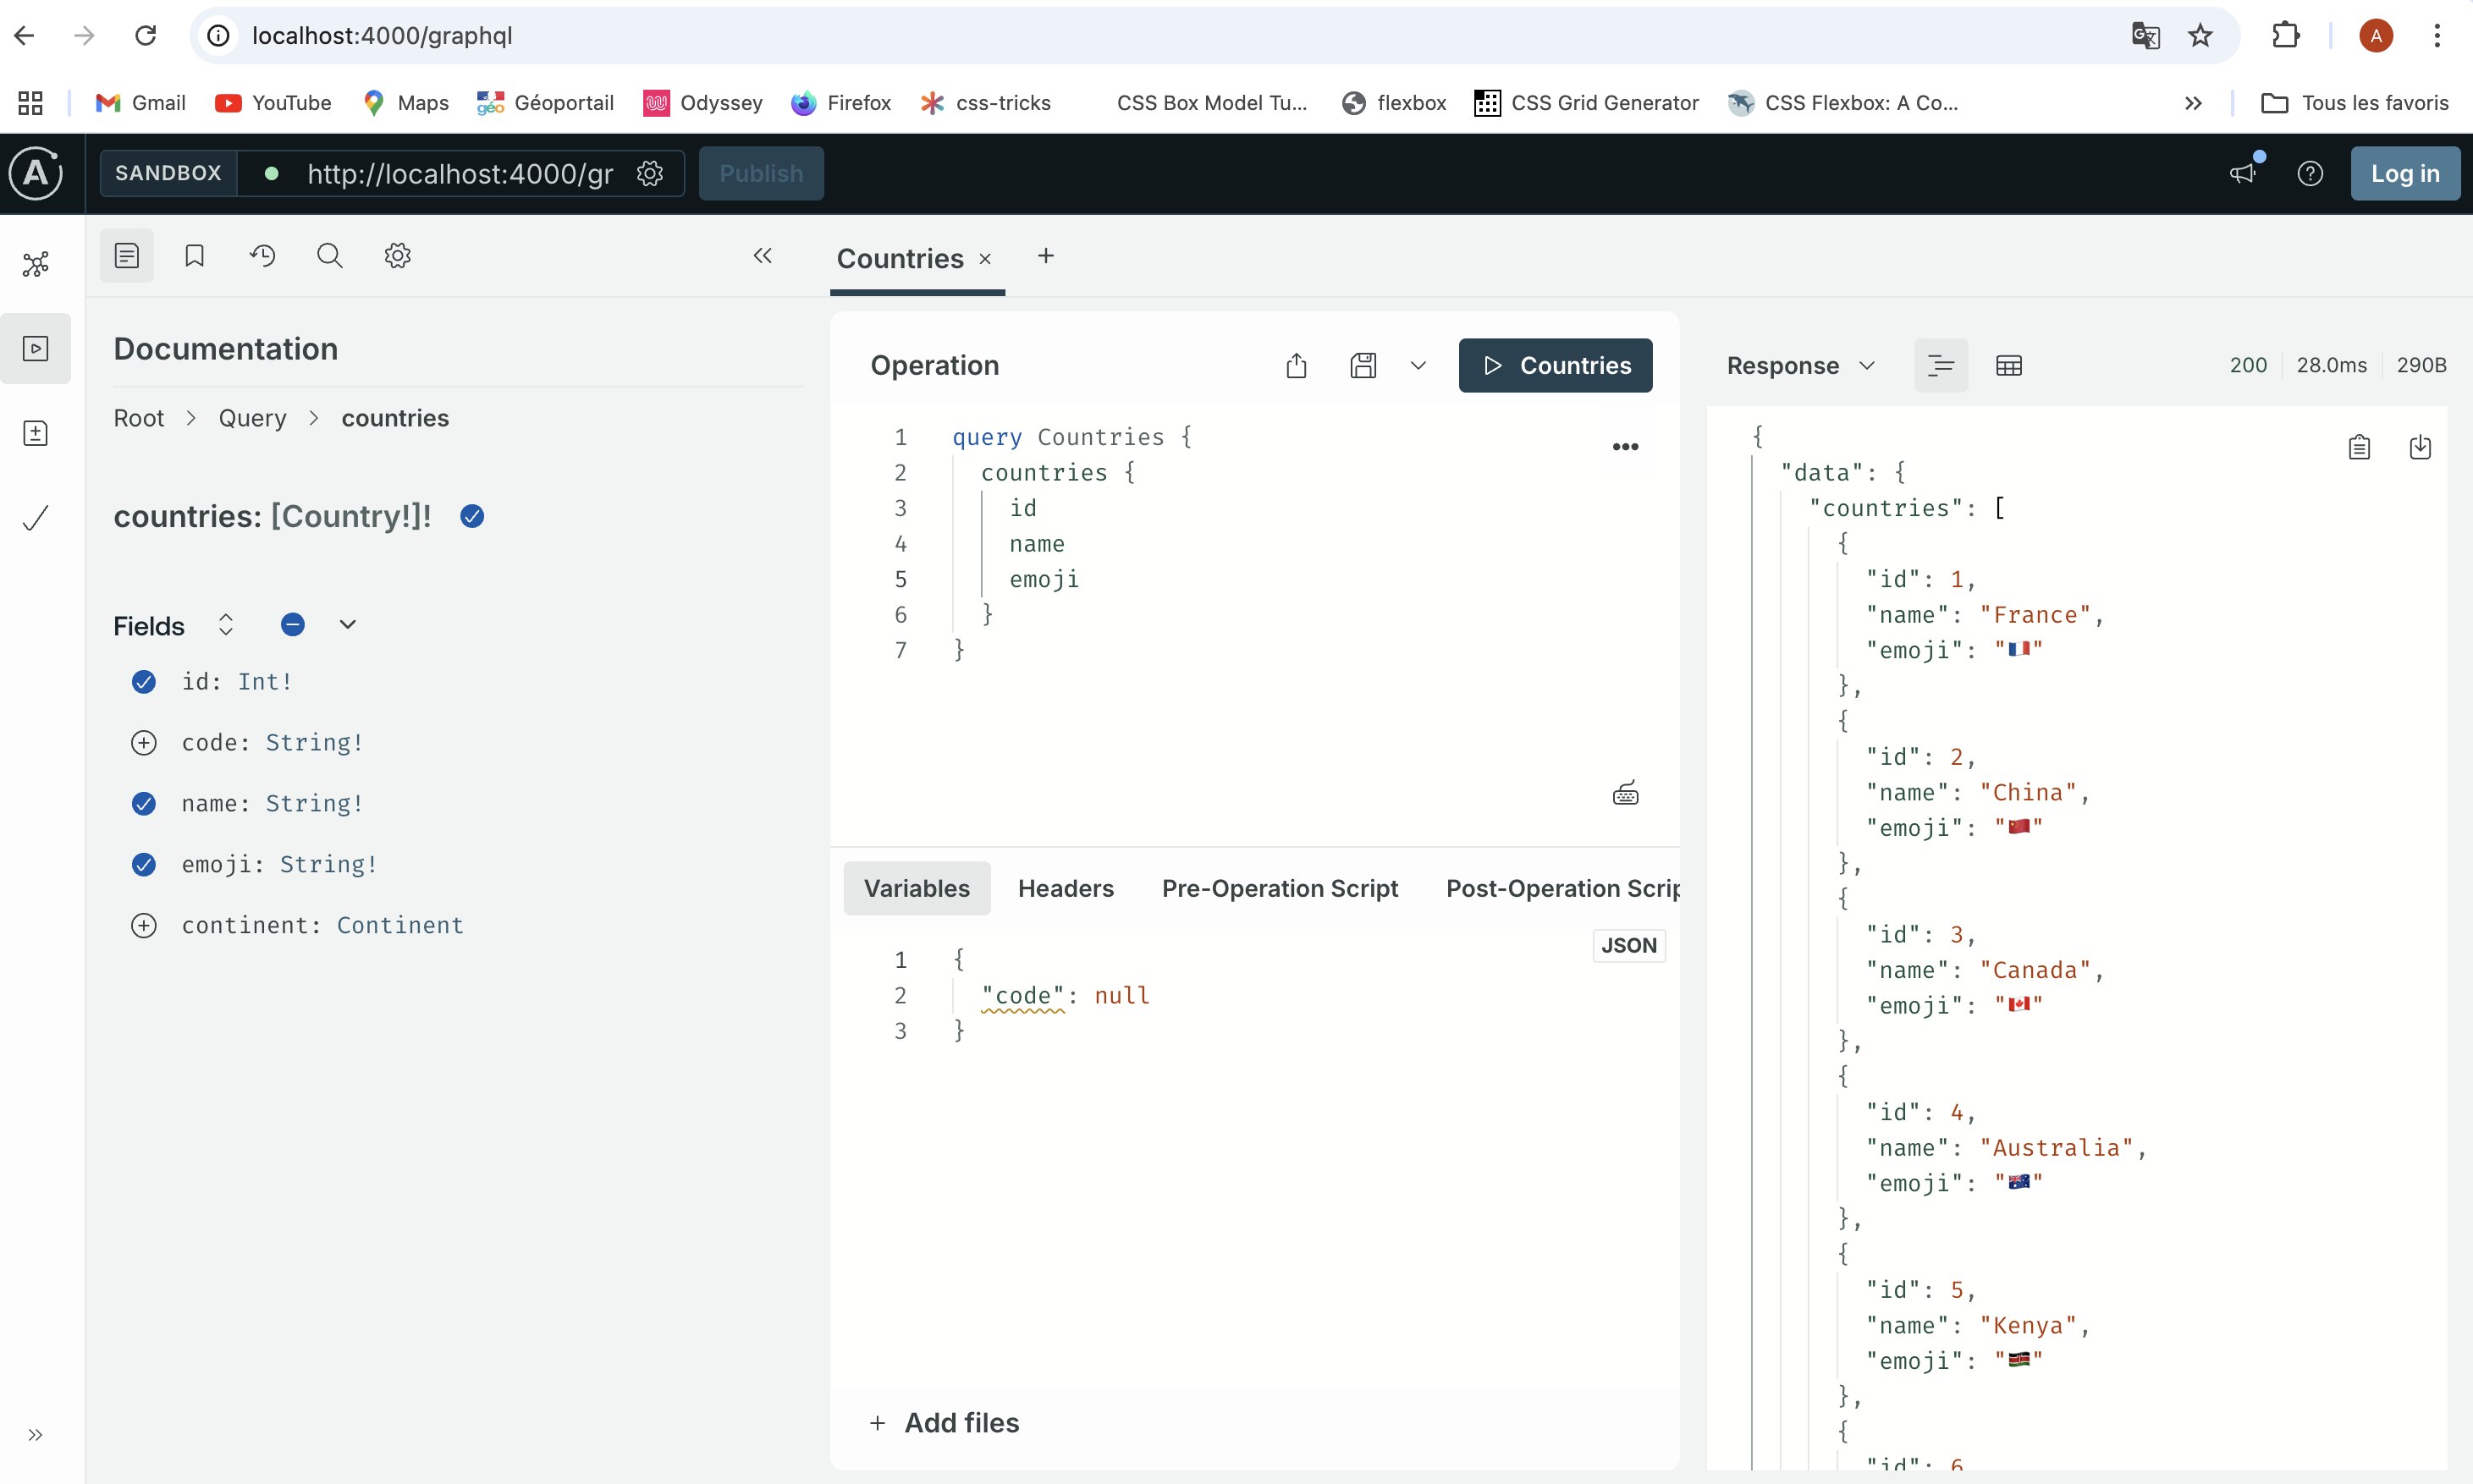 localhost:4000/graphql
A
Gmail
YouTube
Maps
Géoportail
Odyssey
Firefox
css-tricks
CSS Box Model Tu...
flexbox
CSS Grid Generator
CSS Flexbox: A Co...
Tous les favoris
SANDBOX
http://localhost:4000/gr
Publish
Log in
Documentation
Root > Query > countries
countries: [Country!]!
Fields
id: Int!
code: String!
name: String!
emoji: String!
continent: Continent
Countries
Operation
Countries
1 query Countries {
2 countries {
3 id
4 name
5 emoji
6 }
7 }
Variables
Headers
Pre-Operation Script
Post-Operation Scrip
JSON
1 {
2 "code": null
3 }
+ Add files
Response
200
28.0ms
290B
{
"data": {
"countries": [
{
"id": 1,
"name": "France",
"emoji": "🇫🇷"
},
{
"id": 2,
"name": "China",
"emoji": "🇨🇳"
},
{
"id": 3,
"name": "Canada",
"emoji": "🇨🇦"
},
{
"id": 4,
"name": "Australia",
"emoji": "🇦🇺"
},
{
"id": 5,
"name": "Kenya",
"emoji": "🇰🇪"
},
{
"id": 6